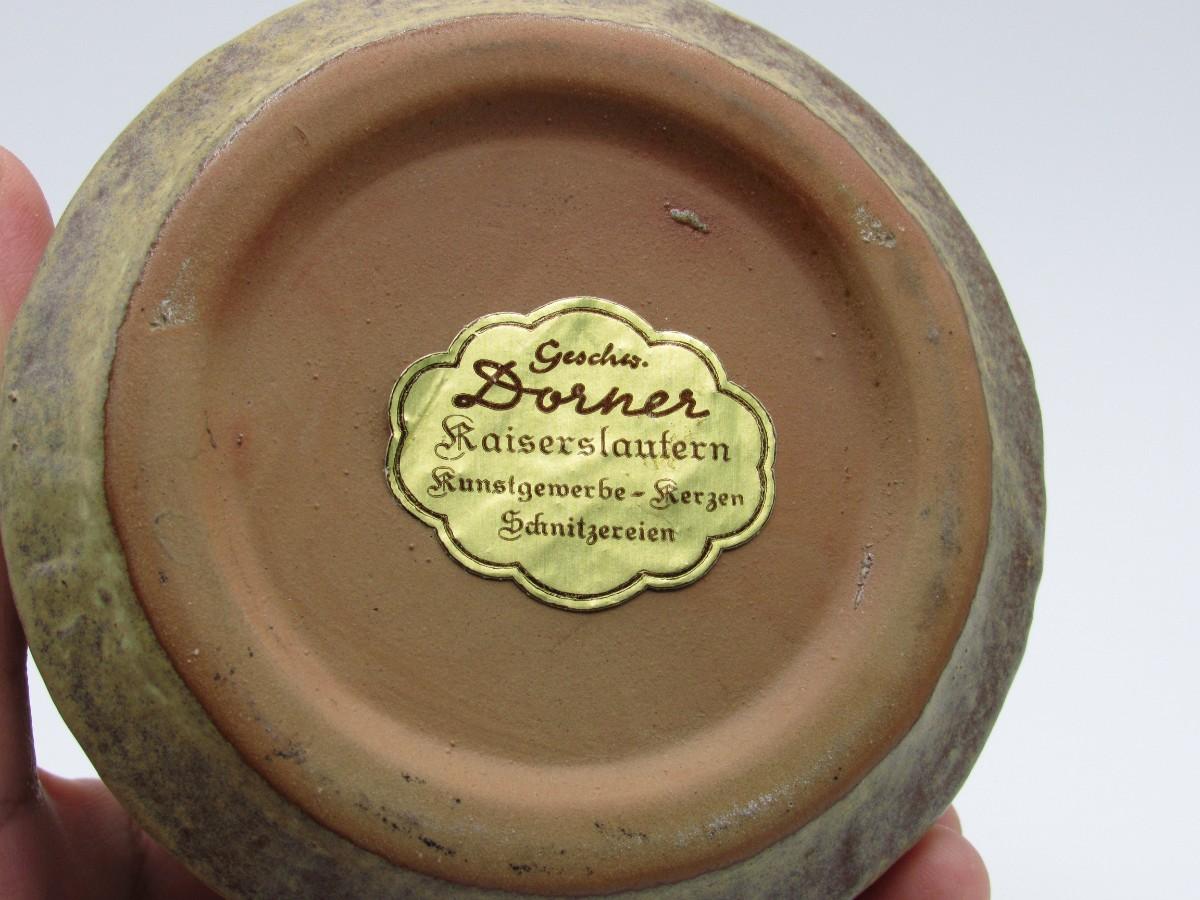 Geschw.
Dorner
Kaiserslautern
Kunstgewerbe - Kerzen
Schnitzereien